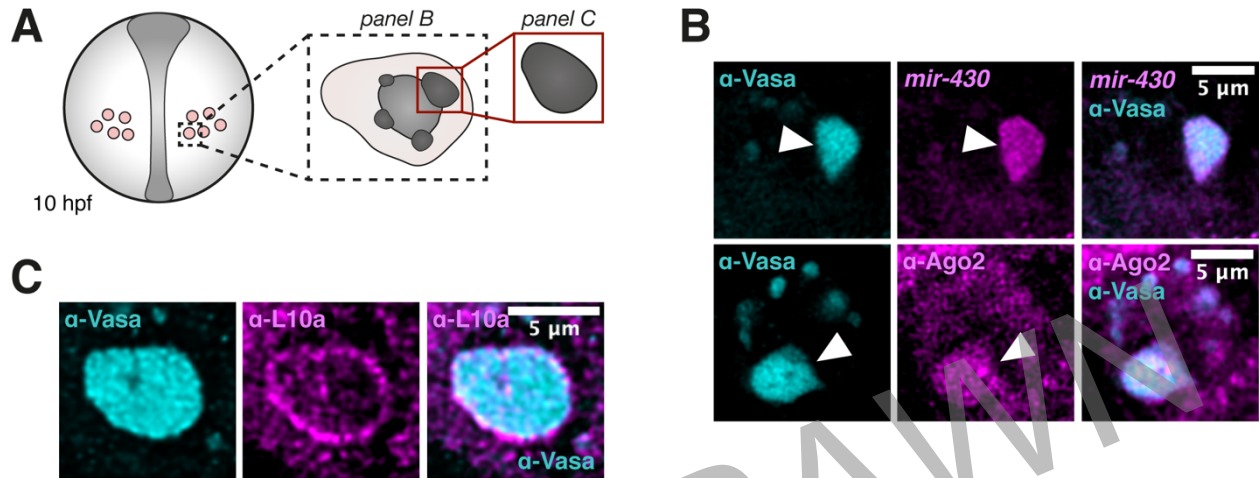 A
panel B
panel C
10 hpf
B
α-Vasa
mir-430
mir-430
α-Vasa
5 μm
α-Vasa
α-Ago2
α-Ago2
α-Vasa
5 μm
C
α-Vasa
α-L10a
α-L10a
5 μm
α-Vasa
AWN